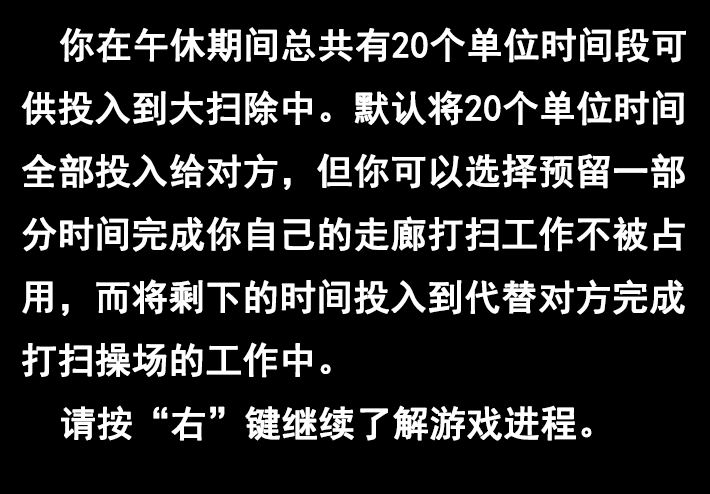 你在午休期间总共有20个单位时间段可
供投入到大扫除中。默认将20个单位时间
全部投入给对方，但你可以选择预留一部
分时间完成你自己的走廊打扫工作不被占
用，而将剩下的时间投入到代替对方完成
打扫操场的工作中。
请按“右”键继续了解游戏进程。